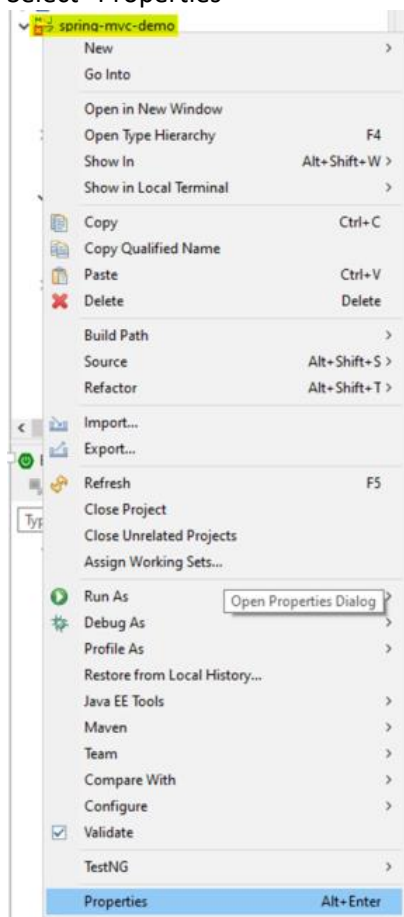 Select "Properties"
spring-mvc-demo
New >
Go Into
Open in New Window
Open Type Hierarchy F4
Show In Alt+Shift+W >
Show in Local Terminal >
Copy Ctrl+C
Copy Qualified Name
Paste Ctrl+V
Delete Delete
Build Path >
Source Alt+Shift+S >
Refactor Alt+Shift+T >
Import...
Export...
Refresh F5
Close Project
Close Unrelated Projects
Assign Working Sets...
Run As >
Open Properties Dialog
Debug As >
Profile As >
Restore from Local History...
Java EE Tools >
Maven >
Team >
Compare With >
Configure >
Validate
TestNG >
Properties Alt+Enter